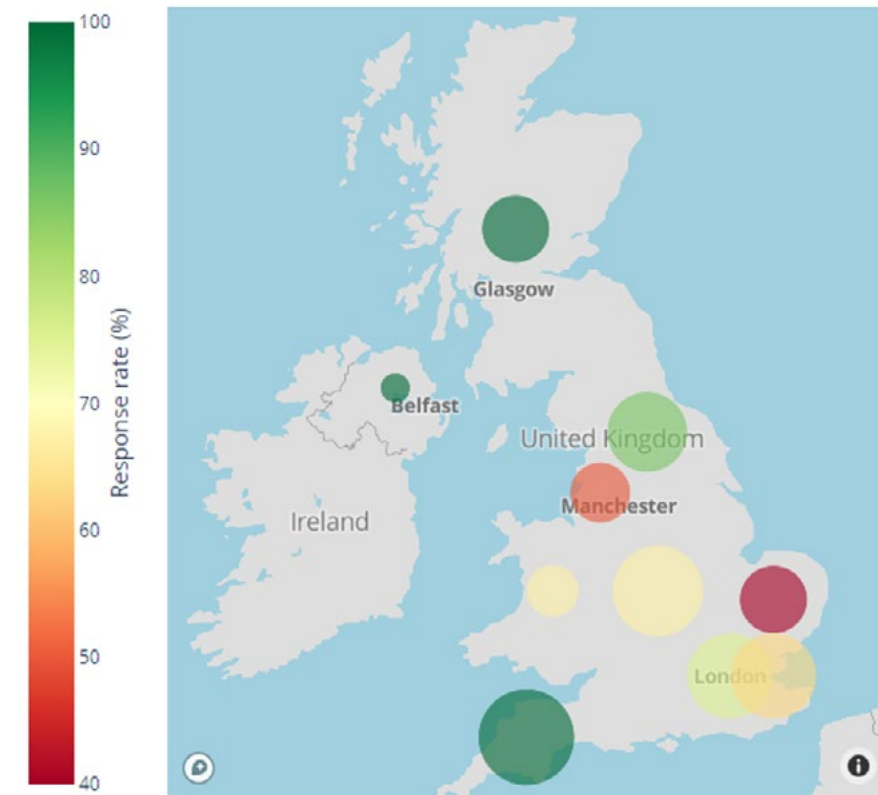 100
90
80
70
60
50
40
Response rate (%)
Glasgow
Belfast
United Kingdom
Manchester
Ireland
London